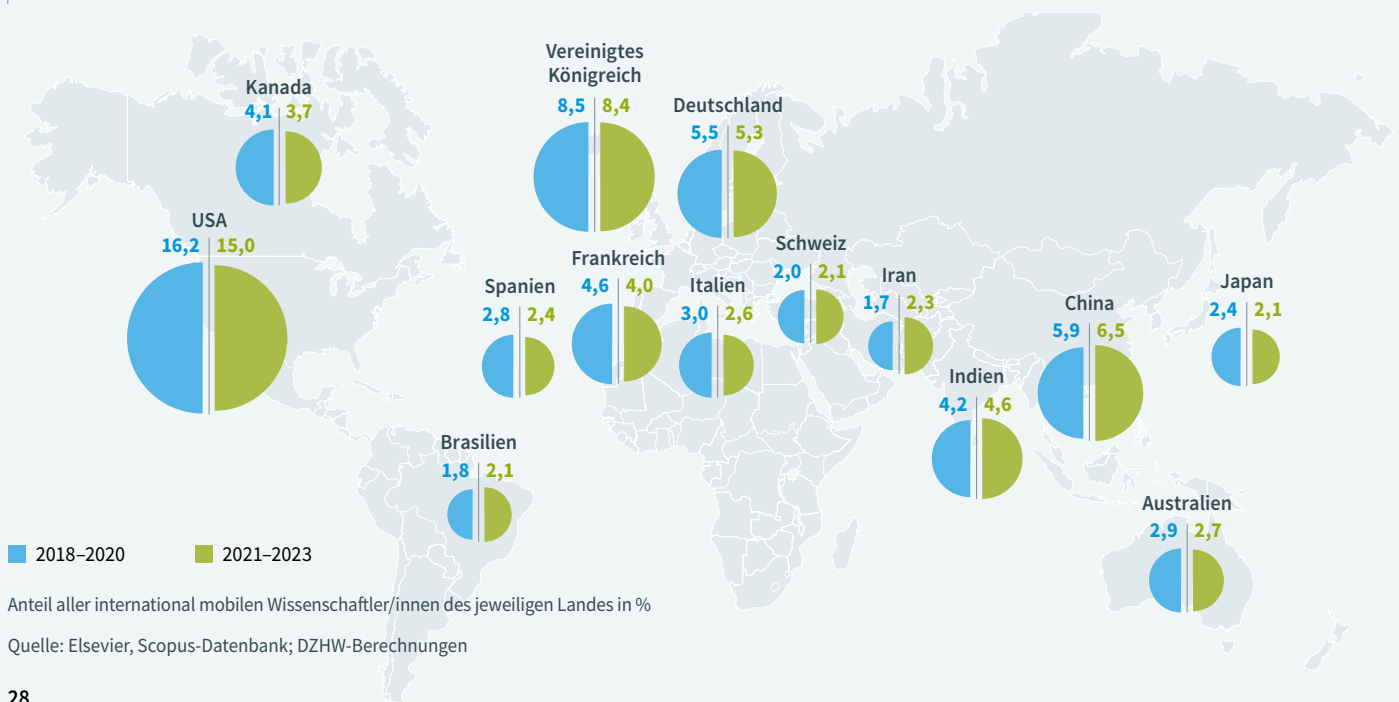 Vereinigtes
Königreich
8,5 8,4
Kanada
4,1 3,7
Deutschland
5,5 5,3
USA
16,2 15,0
Schweiz
2,0 2,1
Frankreich
4,6 4,0
Iran
1,7 2,3
Spanien
2,8 2,4
Italien
3,0 2,6
Japan
2,4 2,1
China
5,9 6,5
Indien
4,2 4,6
Brasilien
1,8 2,1
Australien
2,9 2,7
2018–2020 2021–2023
Anteil aller international mobilen Wissenschaftler/innen des jeweiligen Landes in %
Quelle: Elsevier, Scopus-Datenbank; DZHW-Berechnungen
28